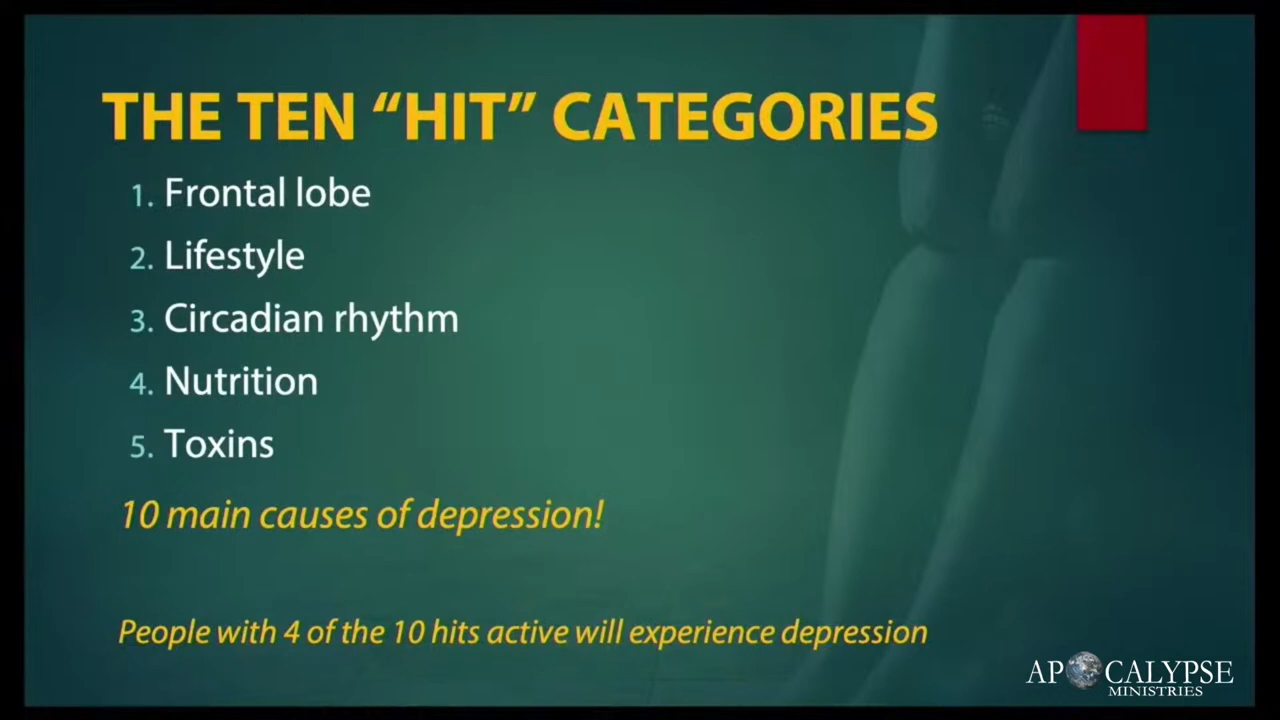 THE TEN “HIT” CATEGORIES
1. Frontal lobe
2. Lifestyle
3. Circadian rhythm
4. Nutrition
5. Toxins
10 main causes of depression!
People with 4 of the 10 hits active will experience depression
APOCALYPSE
MINISTRIES